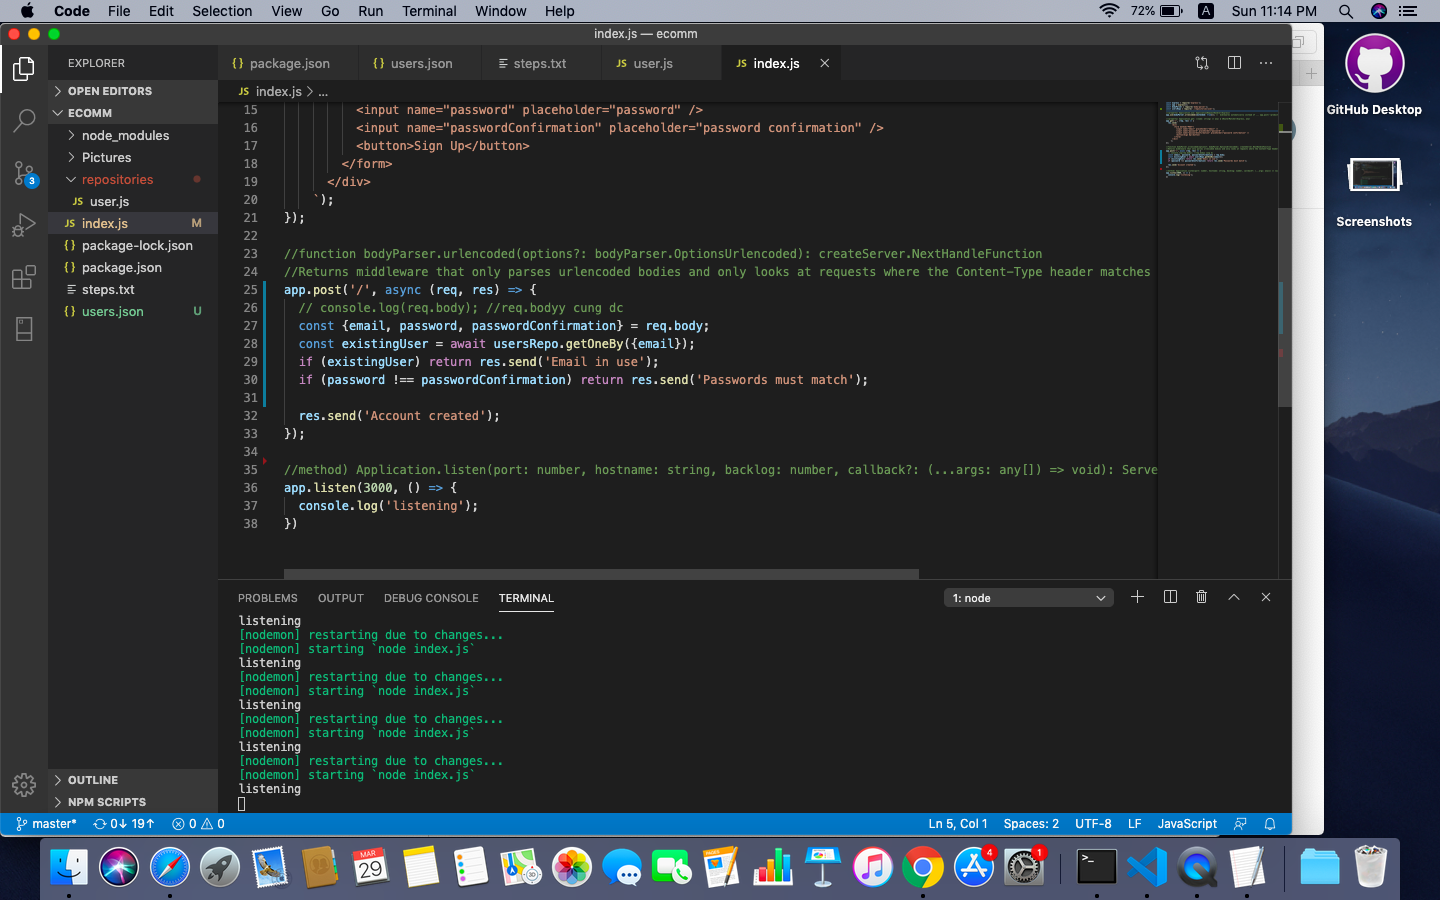 Code File Edit Selection View Go Run Terminal Window Help 72% A Sun 11:14 PM
index.js — ecomm
EXPLORER
{} package.json {} users.json steps.txt JS user.js JS index.js
JS index.js > ...
OPEN EDITORS
ECOMM
node_modules
Pictures
repositories
JS user.js
JS index.js M
{} package-lock.json
{} package.json
steps.txt
{} users.json U
OUTLINE
NPM SCRIPTS
3
15 <input name="password" placeholder="password" />
16 <input name="passwordConfirmation" placeholder="password confirmation" />
17 <button>Sign Up</button>
18 </form>
19 </div>
20 `);
21 });
22
23 //function bodyParser.urlencoded(options?: bodyParser.OptionsUrlencoded): createServer.NextHandleFunction
24 //Returns middleware that only parses urlencoded bodies and only looks at requests where the Content-Type header matches
25 app.post('/', async (req, res) => {
26 // console.log(req.body); //req.bodyy cung dc
27 const {email, password, passwordConfirmation} = req.body;
28 const existingUser = await usersRepo.getOneBy({email});
29 if (existingUser) return res.send('Email in use');
30 if (password !== passwordConfirmation) return res.send('Passwords must match');
31
32 res.send('Account created');
33 });
34
35 //method) Application.listen(port: number, hostname: string, backlog: number, callback?: (...args: any[]) => void): Serve
36 app.listen(3000, () => {
37 console.log('listening');
38 })
PROBLEMS OUTPUT DEBUG CONSOLE TERMINAL 1: node
listening
[nodemon] restarting due to changes...
[nodemon] starting `node index.js`
listening
[nodemon] restarting due to changes...
[nodemon] starting `node index.js`
listening
[nodemon] restarting due to changes...
[nodemon] starting `node index.js`
listening
[nodemon] restarting due to changes...
[nodemon] starting `node index.js`
listening
master* 0↓ 19↑ 0 0 Ln 5, Col 1 Spaces: 2 UTF-8 LF JavaScript
GitHub Desktop
Screenshots
MAR
29
4
1
>_